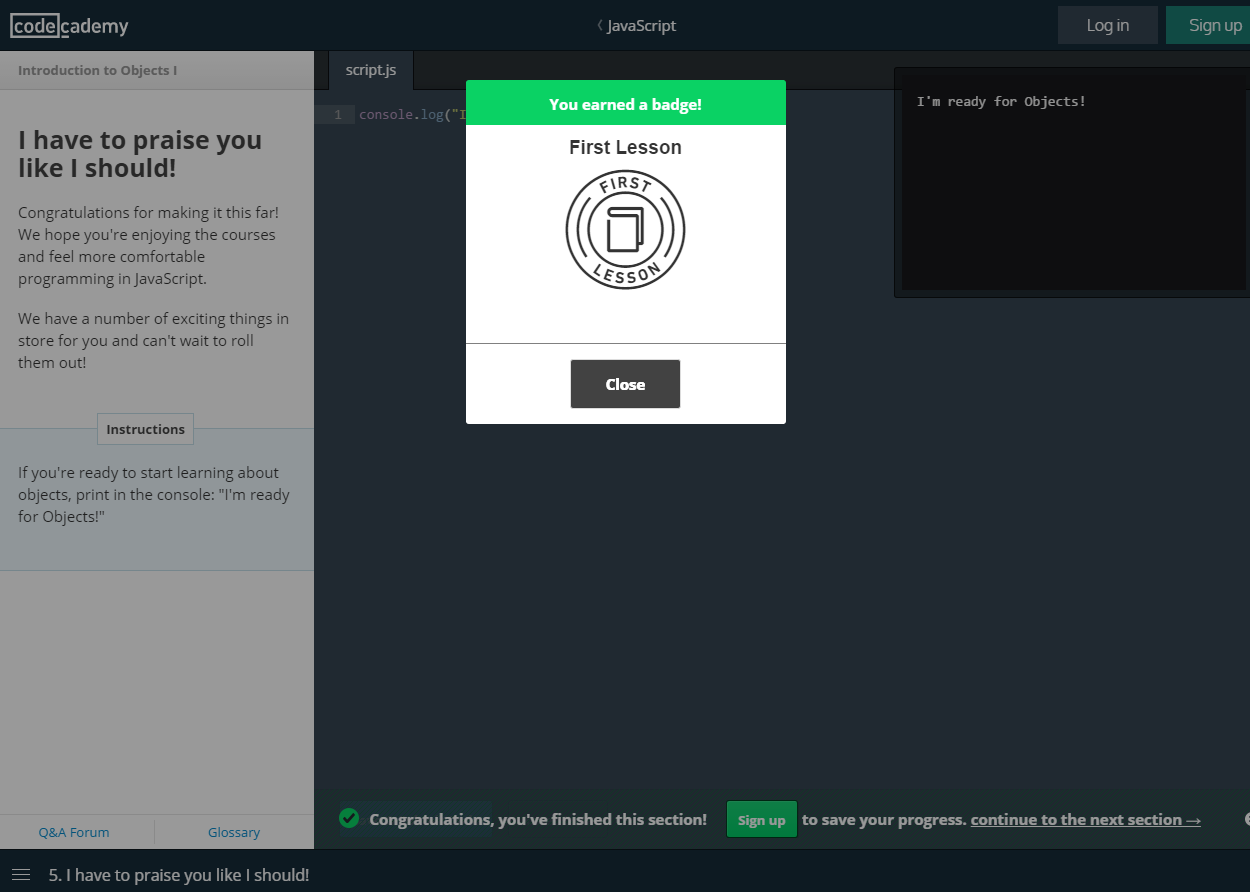 codecademy
JavaScript
Log in
Sign up
Introduction to Objects I
script.js
I have to praise you
like I should!
Congratulations for making it this far!
We hope you're enjoying the courses
and feel more comfortable
programming in JavaScript.
We have a number of exciting things in
store for you and can't wait to roll
them out!
Instructions
If you're ready to start learning about
objects, print in the console: "I'm ready
for Objects!"
Q&A Forum
Glossary
1 console.log("I
You earned a badge!
First Lesson
FIRST
LESSON
Close
I'm ready for Objects!
Congratulations, you've finished this section!
Sign up
to save your progress. continue to the next section →
5. I have to praise you like I should!